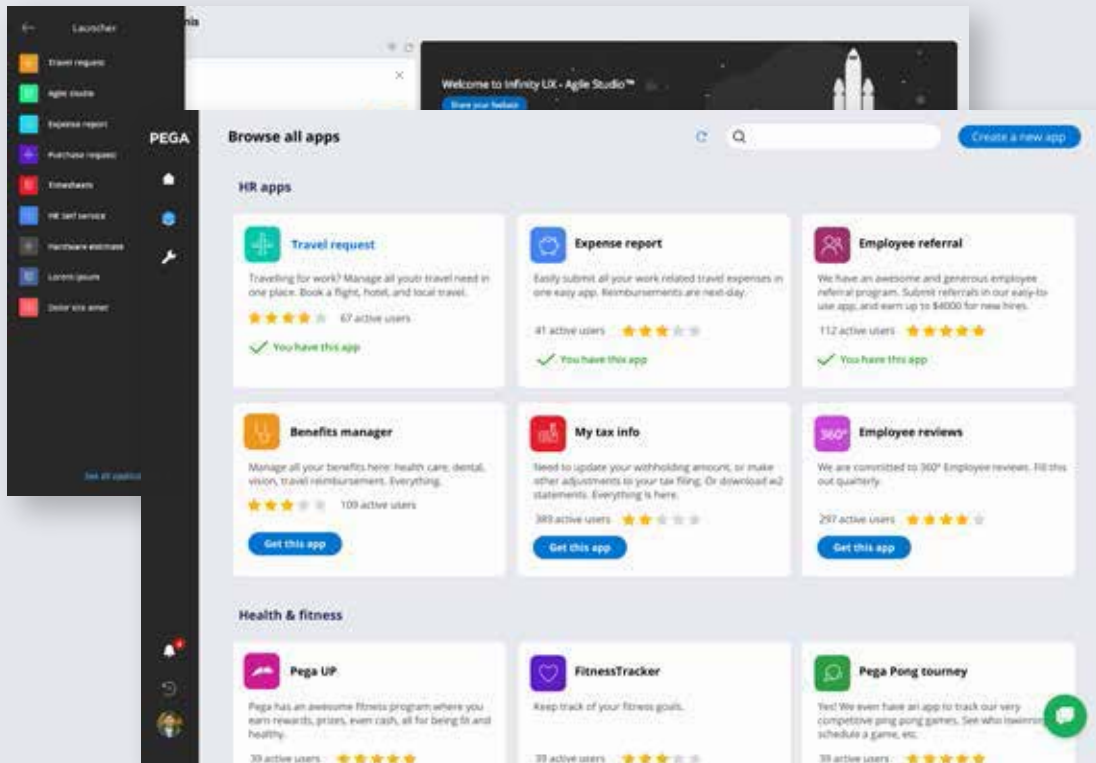 Launcher
Travel request
Agile studio
Expense report
Purchase request
Timesheets
HR Self service
Hardware estimate
Lorem ipsum
Dolor sits amet
Welcome to Infinity UX - Agile Studio™
Share your feedback
PEGA
Browse all apps
Create a new app
HR apps
Travel request
Travelling for work? Manage all your travel need in
one place. Book a flight, hotel, and local travel.
67 active users
You have this app
Expense report
Easily submit all your work related travel expenses in
one easy app. Reimbursements are next-day.
41 active users
You have this app
Employee referral
We have an awesome and generous employee
referral program. Submit referrals in our easy-to-
use app, and earn up to $4000 for new hires.
112 active users
You have this app
Benefits manager
Manage all your benefits here: health care, dental,
vision, travel reimbursement. Everything.
109 active users
Get this app
My tax info
Need to update your withholding amount, or make
other adjustments to your tax filing. Or download w2
statements. Everything is here.
383 active users
Get this app
360°
Employee reviews
We are committed to 360° Employee reviews. Fill this
out quarterly.
297 active users
Get this app
Health & fitness
Pega UP
Pega has an awesome fitness program where you
earn rewards, prizes, even cash, all for being fit and
healthy.
39 active users
FitnessTracker
Keep track of your fitness goals.
39 active users
Pega Pong tourney
Yes! We even have an app to track our very
competitive ping pong games. See who
schedule a game, etc.
39 active users